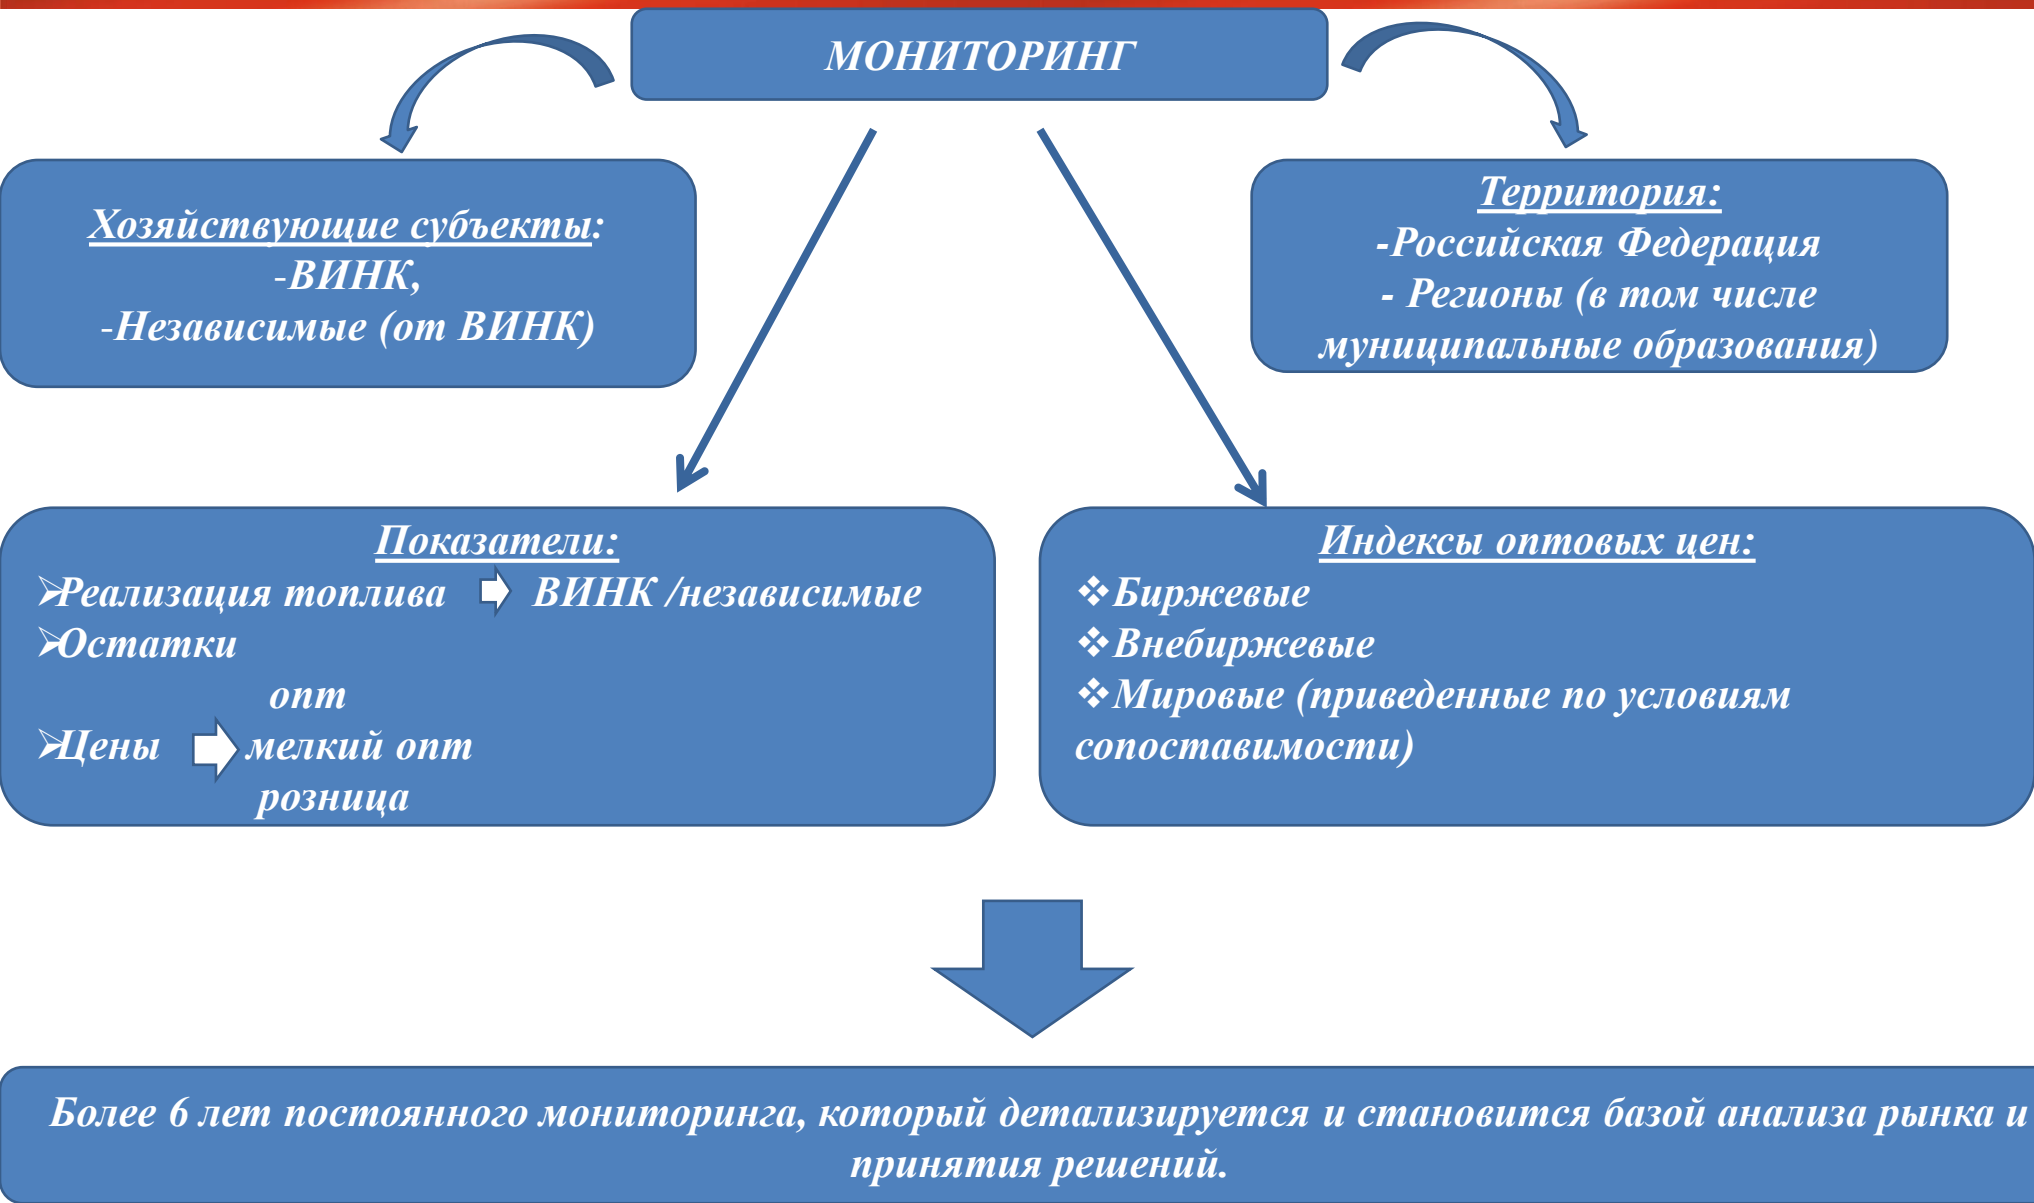 МОНИТОРИНГ
Хозяйствующие субъекты:
-ВИНК,
-Независимые (от ВИНК)
Территория:
-Российская Федерация
- Регионы (в том числе
муниципальные образования)
Показатели:
Реализация топлива ВИНК /независимые
Остатки
опт
Цены мелкий опт
розница
Индексы оптовых цен:
Биржевые
Внебиржевые
Мировые (приведенные по условиям
сопоставимости)
Более 6 лет постоянного мониторинга, который детализируется и становится базой анализа рынка и
принятия решений.